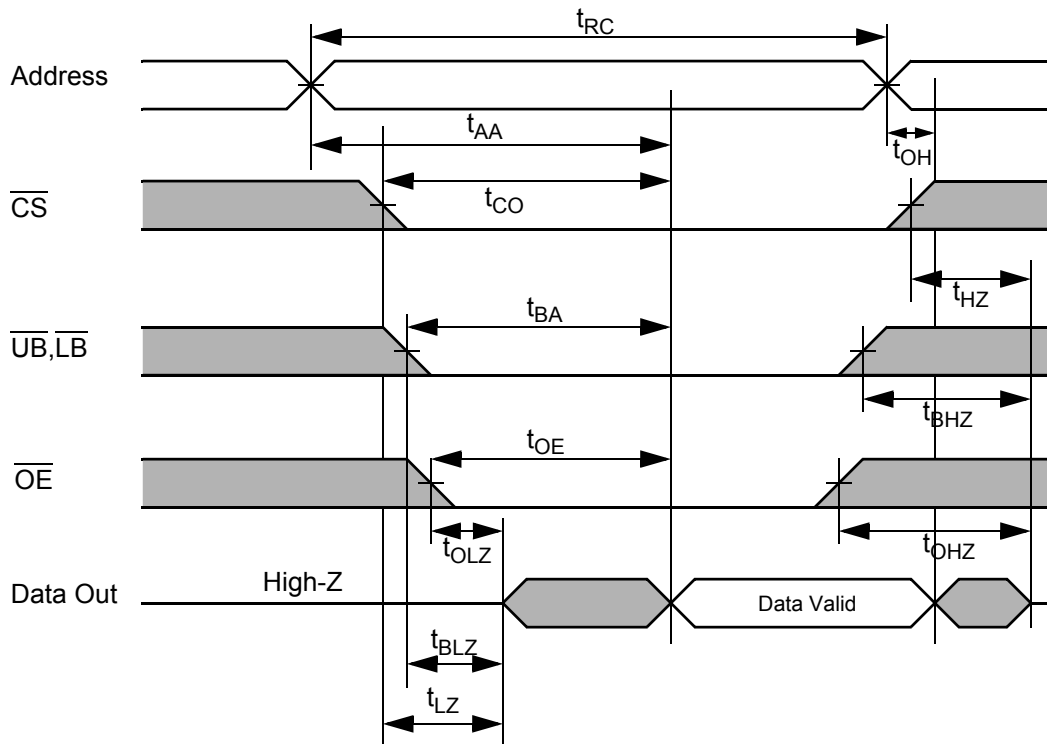 tRC
Address
tAA
tOH
CS
tCO
tHZ
tBA
UB,LB
tBHZ
tOE
OE
tOLZ
tOHZ
High-Z
Data Out
Data Valid
tBLZ
tLZ